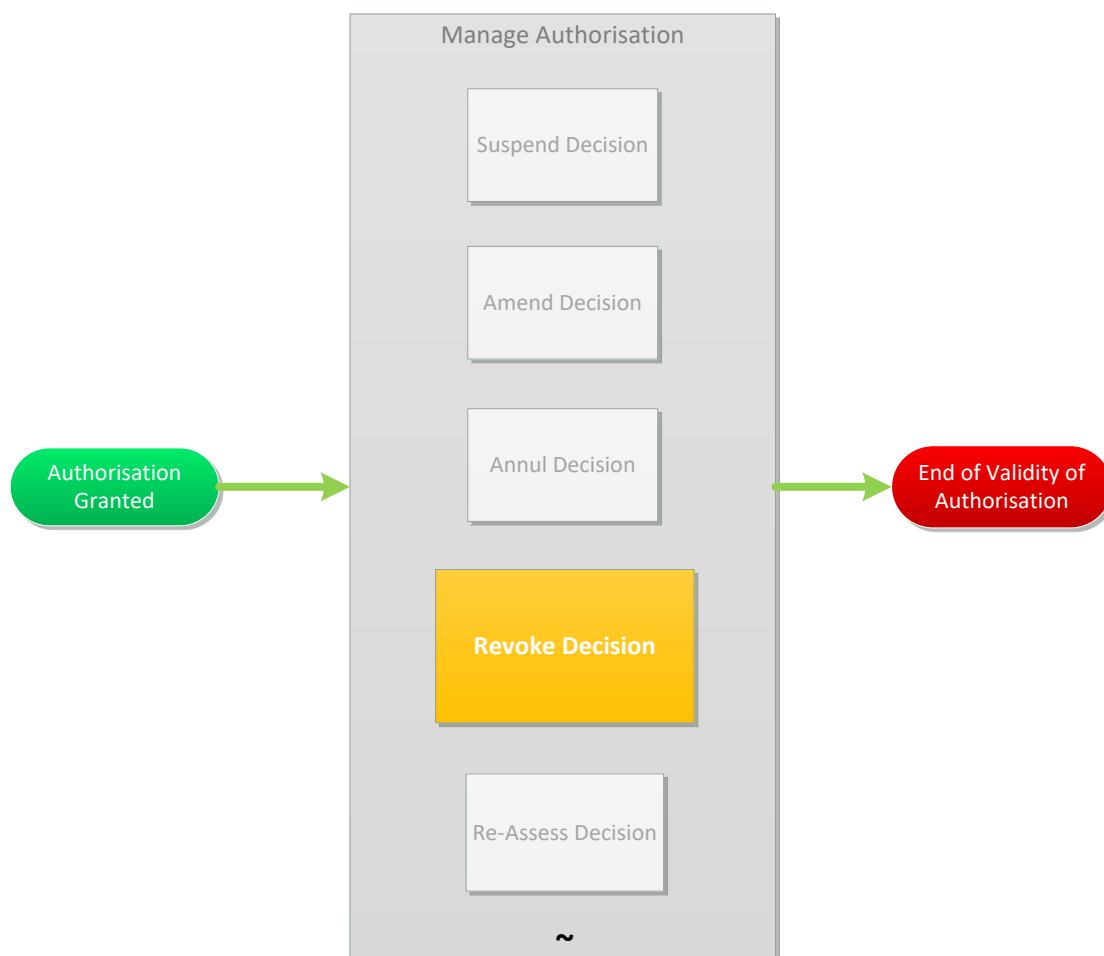 Manage Authorisation
Suspend Decision
Amend Decision
Annul Decision
Authorisation
Granted
End of Validity of
Authorisation
Revoke Decision
Re-Assess Decision
~